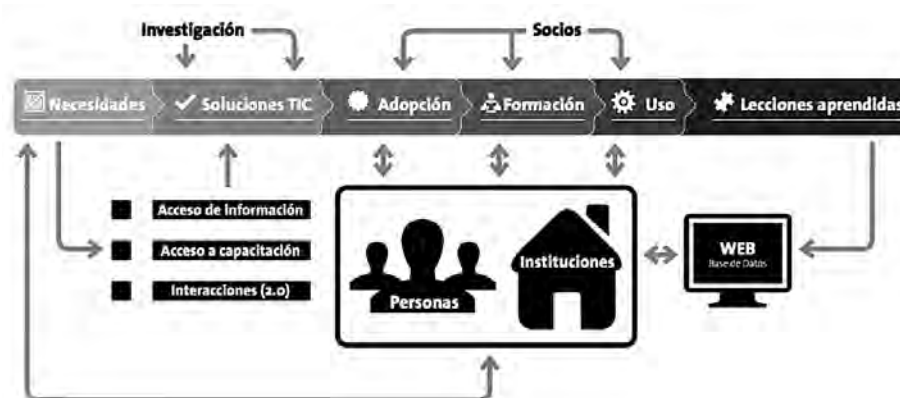 Investigación
Socios
Necesidades
Soluciones TIC
Adopción
Formación
Uso
Lecciones aprendidas
Acceso de información
Acceso a capacitación
Interacciones (2.0)
Personas
Instituciones
WEB
Base de Datos